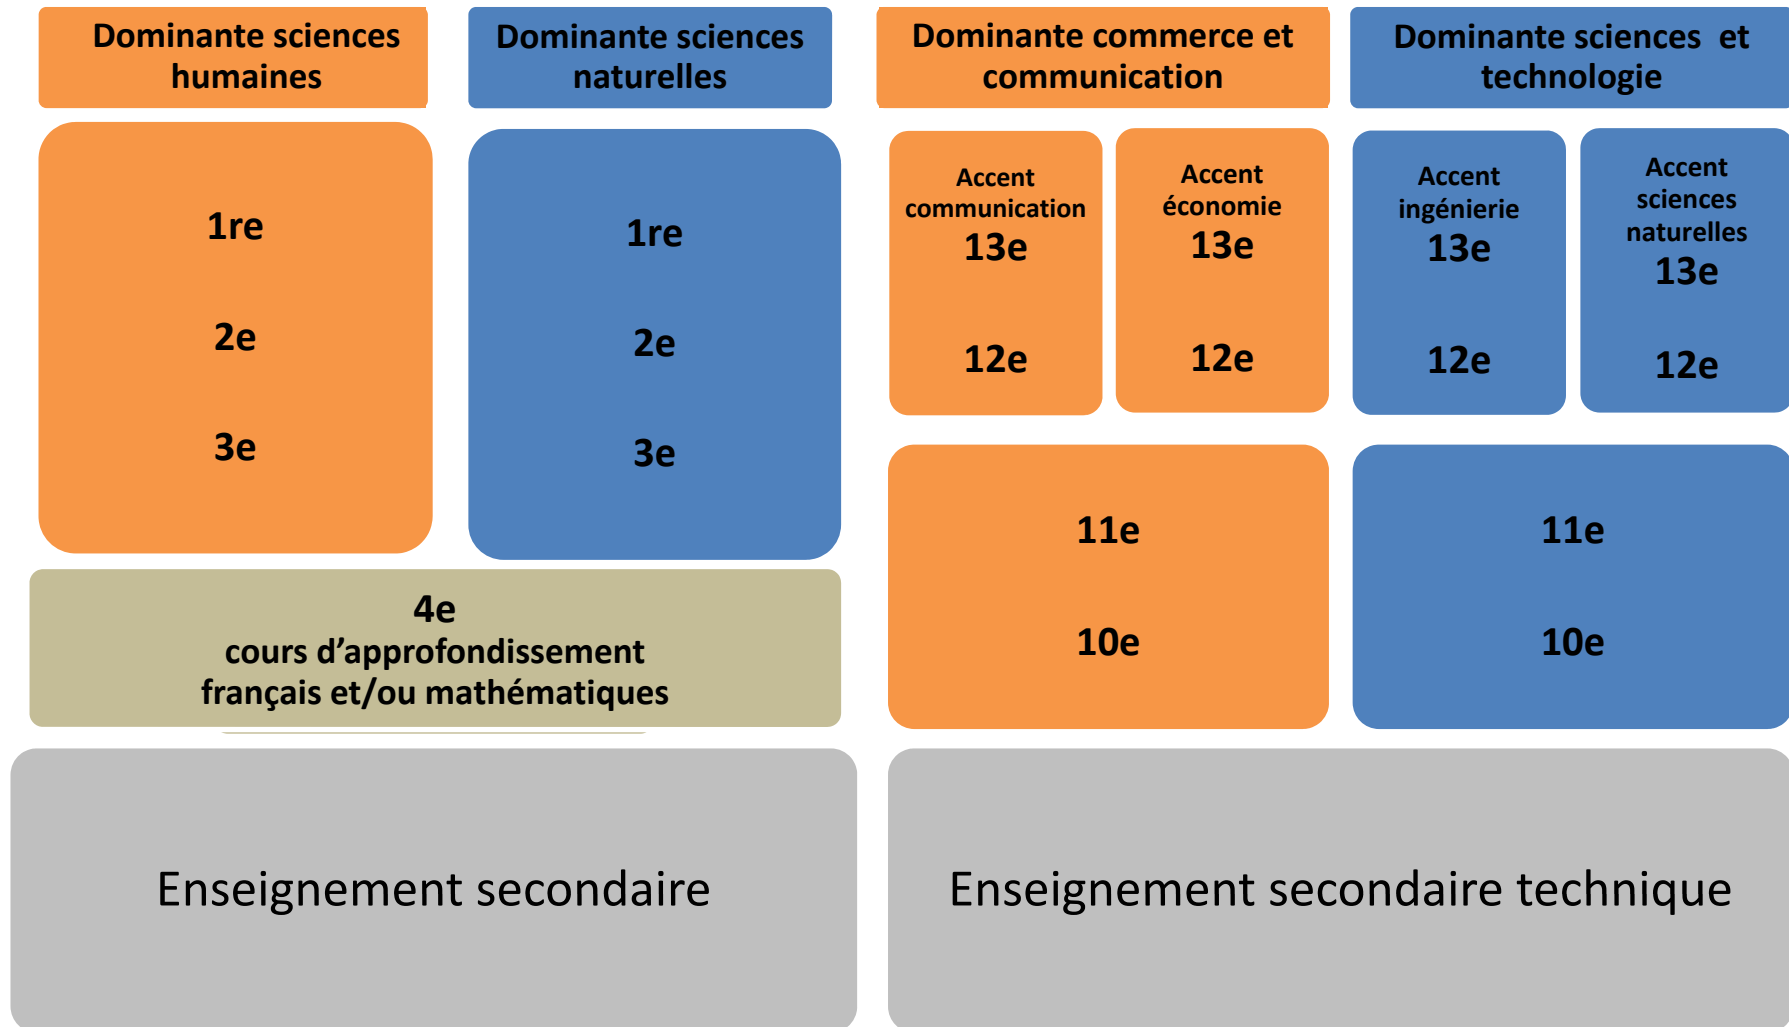 Dominante sciences
humaines
Dominante sciences
naturelles
Dominante commerce et
communication
Dominante sciences et
technologie
1re
2e
3e
1re
2e
3e
Accent
communication
13e
12e
Accent
économie
13e
12e
Accent
ingénierie
13e
12e
Accent
sciences
naturelles
13e
12e
11e
10e
11e
10e
4e
cours d’approfondissement
français et/ou mathématiques
Enseignement secondaire
Enseignement secondaire technique